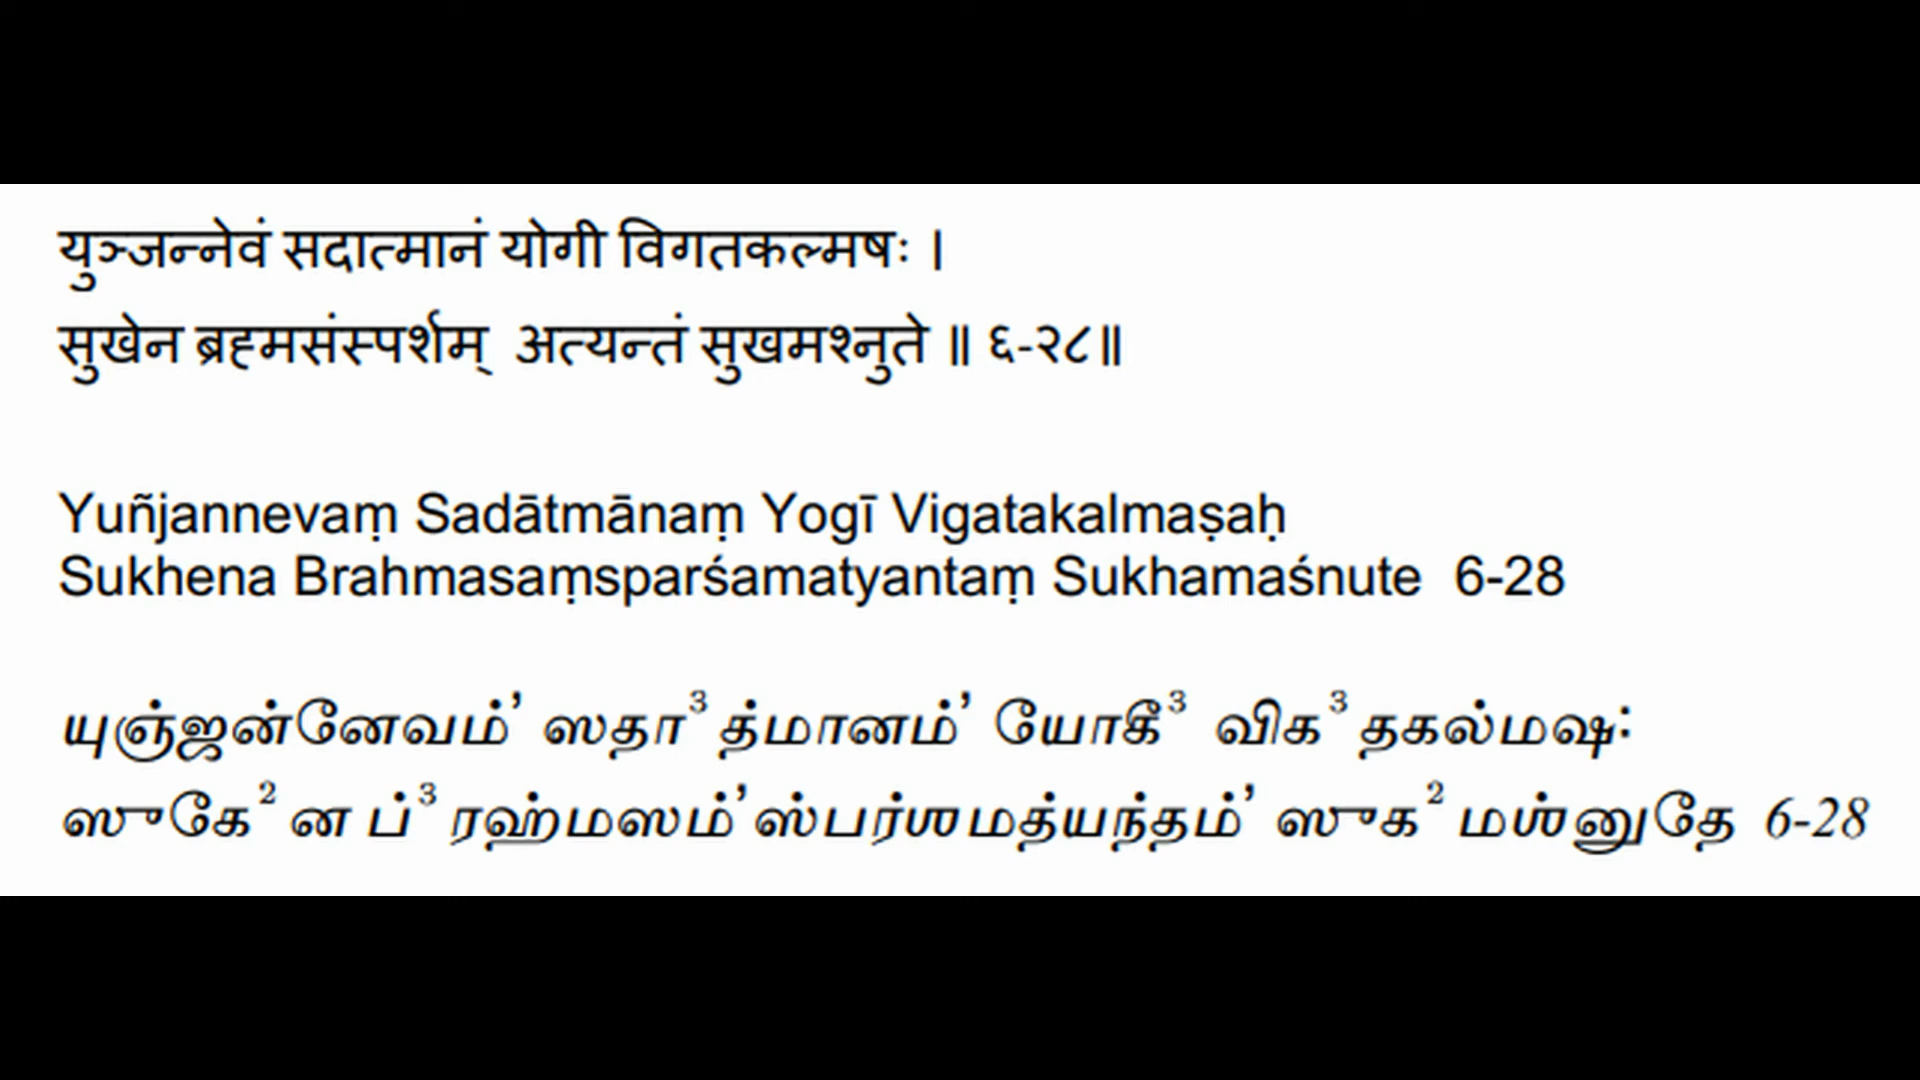 युञ्जन्नेवं सदात्मानं योगी विगतकल्मषः ।
सुखेन ब्रह्मसंस्पर्शम् अत्यन्तं सुखमश्नुते ॥ ६-२८॥
Yuñjannevaṃ Sadātmānaṃ Yogī Vigatakalmaṣaḥ
Sukhena Brahmasaṃsparśamatyantaṃ Sukhamaśnute 6-28
யுஞ்ஜன்னேவம்ʼ ஸதா³த்மானம்ʼ யோகீ³ விக³தகல்மஷ꞉
ஸுகே²ன ப்³ரஹ்மஸம்ʼஸ்பர்ஶமத்யந்தம்ʼ ஸுக²மஶ்னுதே 6-28